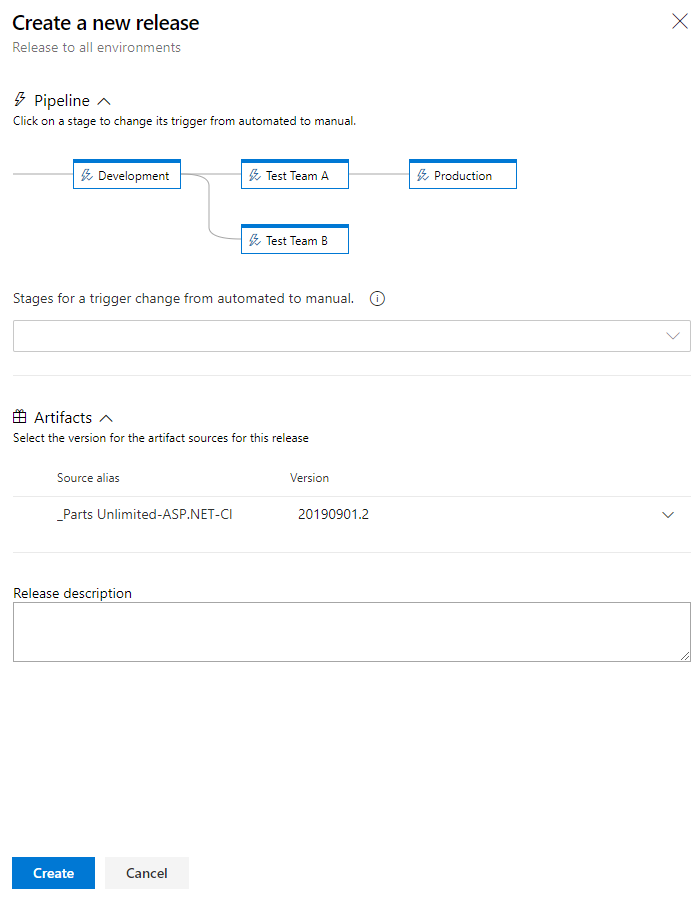 Create a new release
Release to all environments
Pipeline
Click on a stage to change its trigger from automated to manual.
Development
Test Team A
Production
Test Team B
Stages for a trigger change from automated to manual.
Artifacts
Select the version for the artifact sources for this release
Source alias Version
_Parts Unlimited-ASP.NET-CI 20190901.2
Release description
Create Cancel